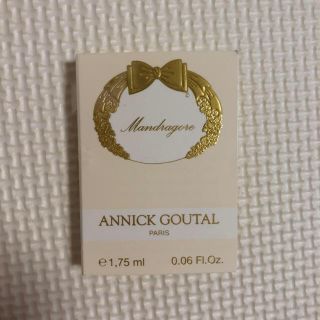 Mandragore
ANNICK GOUTAL
PARIS
℮ 1,75 ml 0.06 Fl.Oz.